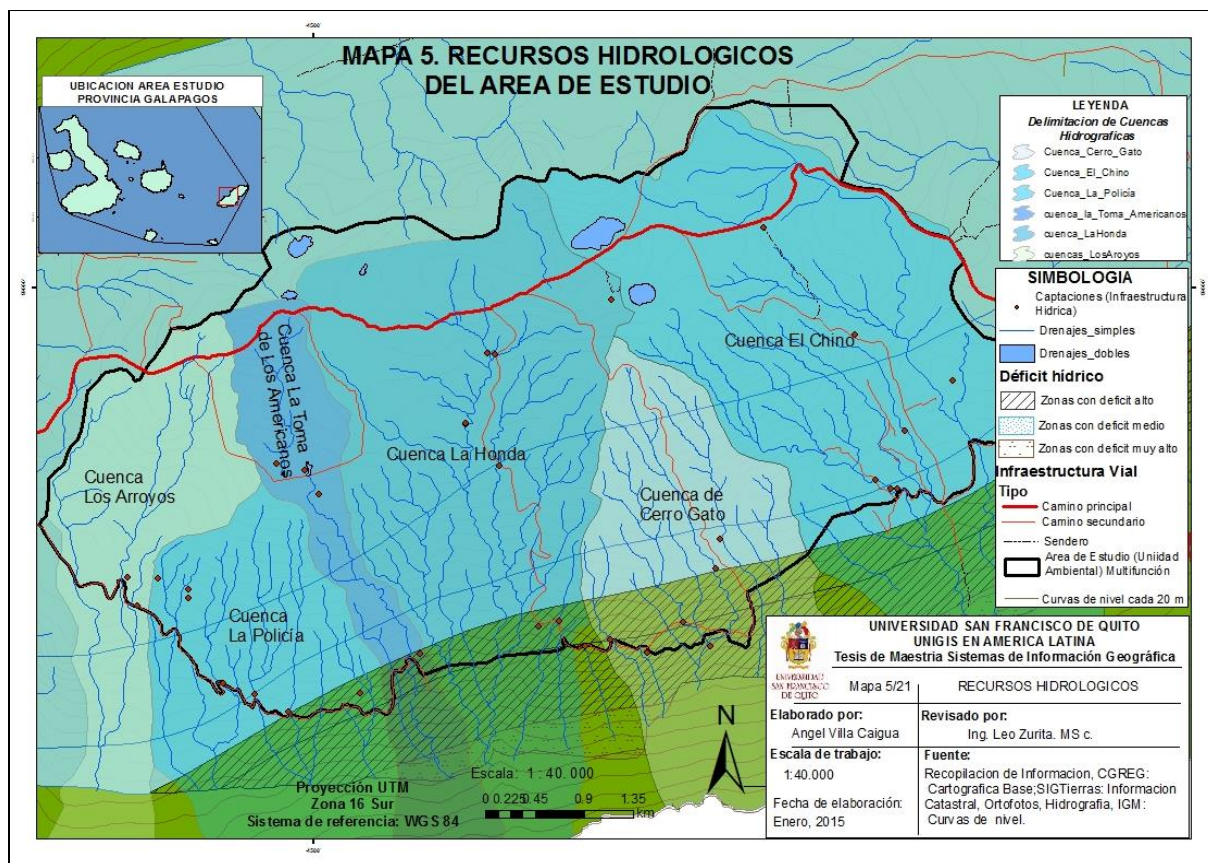 MAPA 5. RECURSOS HIDROLOGICOS
DEL AREA DE ESTUDIO
UBICACION AREA ESTUDIO
PROVINCIA GALAPAGOS
LEYENDA
Delimitacion de Cuencas
Hidrograficas
Cuenca_Cerro_Gato
Cuenca_El_Chino
Cuenca_La_Policía
cuenca_la_Toma_Americanos
cuenca_LaHonda
cuencas_LosAroyos
SIMBOLOGIA
Captaciones (Infraestructura
Hidrica)
Drenajes_simples
Drenajes_dobles
Déficit hídrico
Zonas con deficit alto
Zonas con deficit medio
Zonas con deficit muy alto
Infraestructura Vial
Tipo
Camino principal
Camino secundario
Sendero
Area de Estudio (Uniidad
Ambiental) Multifunción
Curvas de nivel cada 20 m
Cuenca El Chino
Cuenca La Toma
de Los Americanos
Cuenca La Honda
Cuenca
Los Arroyos
Cuenca de
Cerro Gato
Cuenca
La Policía
Proyección UTM
Zona 16 Sur
Sistema de referencia: WGS 84
Escala: 1 : 40. 000
0 0.225 0.45 0.9 1.35
km
N
UNIVERSIDAD SAN FRANCISCO DE QUITO
UNIGIS EN AMERICA LATINA
Tesis de Maestria Sistemas de Información Geográfica
UNIVERSIDAD
SAN FRANCISCO
DE QUITO
Mapa 5/21
RECURSOS HIDROLOGICOS
Elaborado por:
Angel Villa Caigua
Revisado por:
Ing. Leo Zurita. MS c.
Escala de trabajo:
1:40.000
Fecha de elaboración:
Enero, 2015
Fuente:
Recopilacion de Informacion, CGREG:
Cartografica Base;SIGTierras: Informacion
Catastral, Ortofotos, Hidrografia, IGM:
Curvas de nivel.